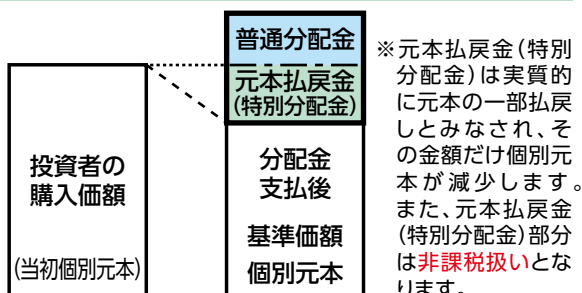 普通分配金
元本払戻金
(特別分配金)
投資者の
購入価額
(当初個別元本)
分配金
支払後
基準価額
個別元本
※元本払戻金(特別
分配金)は実質的
に元本の一部払戻
しとみなされ、そ
の金額だけ個別元
本が減少します。
また、元本払戻金
(特別分配金)部分
は非課税扱いとな
ります。